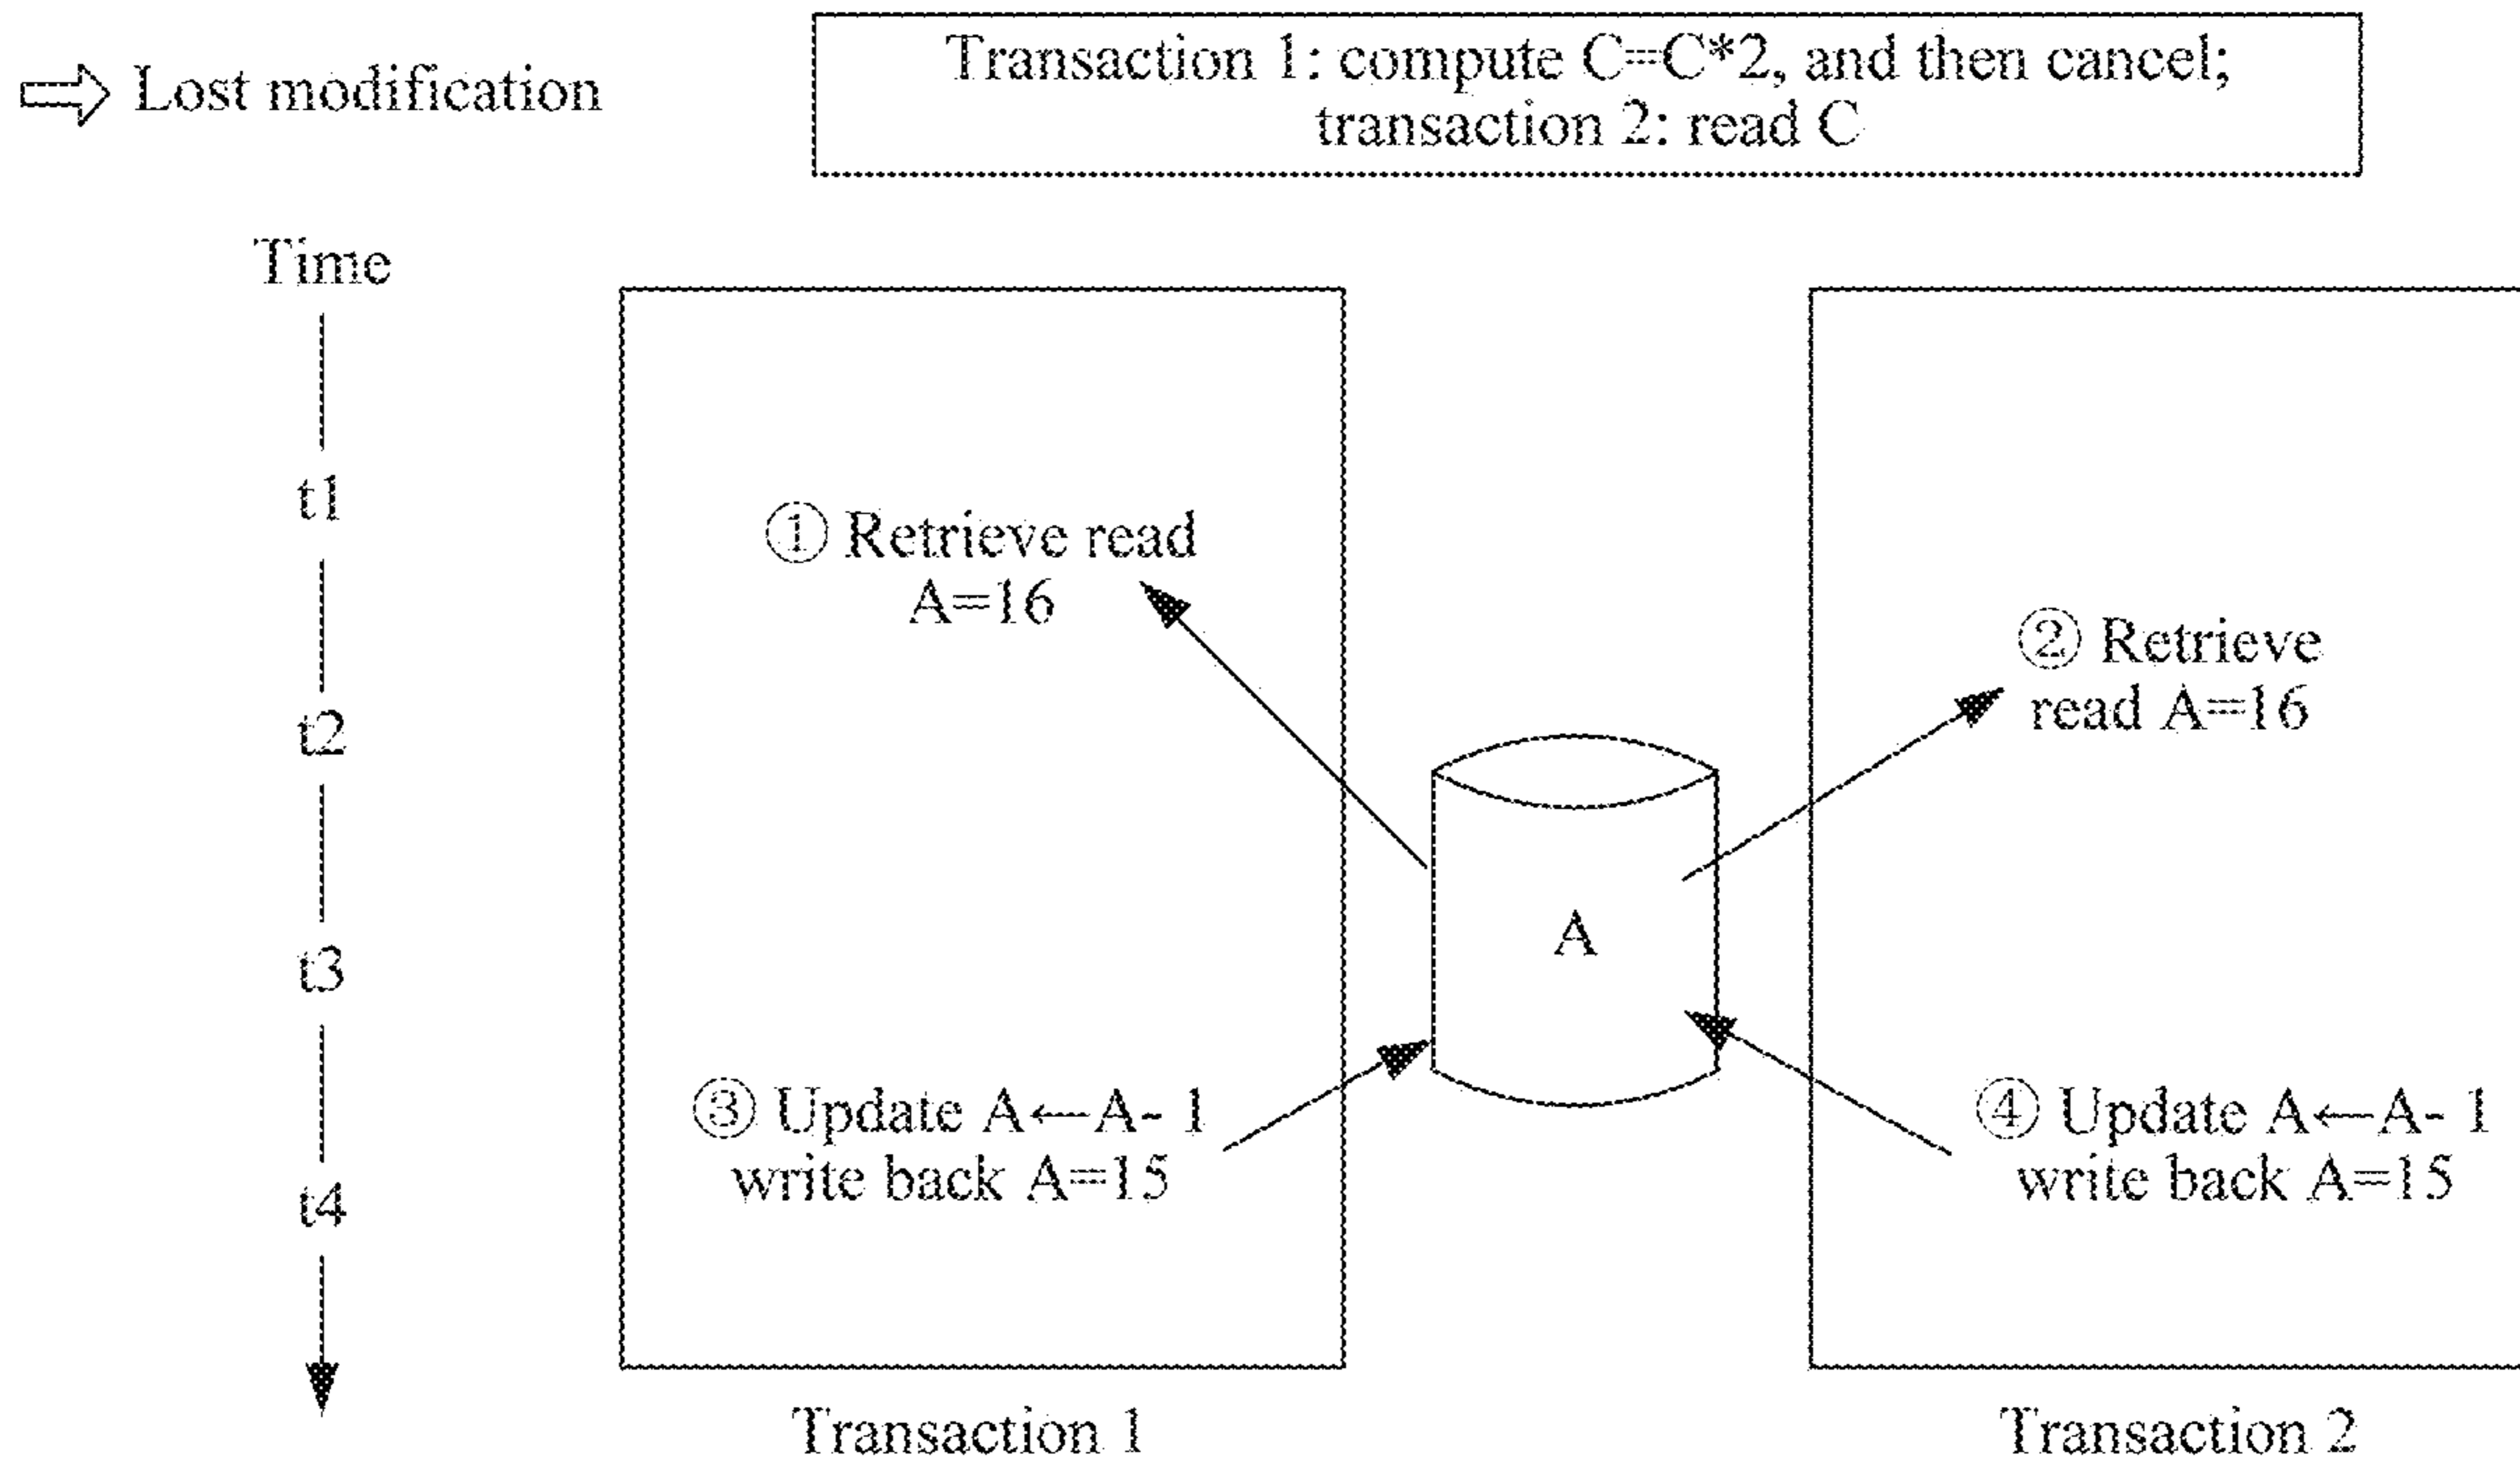 Lost modification
Transaction 1: compute C=C*2, and then cancel;
transaction 2: read C
Time
t1
t2
t3
t4
① Retrieve read
A=16
② Retrieve
read A=16
A
③ Update A←A- 1
write back A=15
④ Update A←A- 1
write back A=15
Transaction 1
Transaction 2